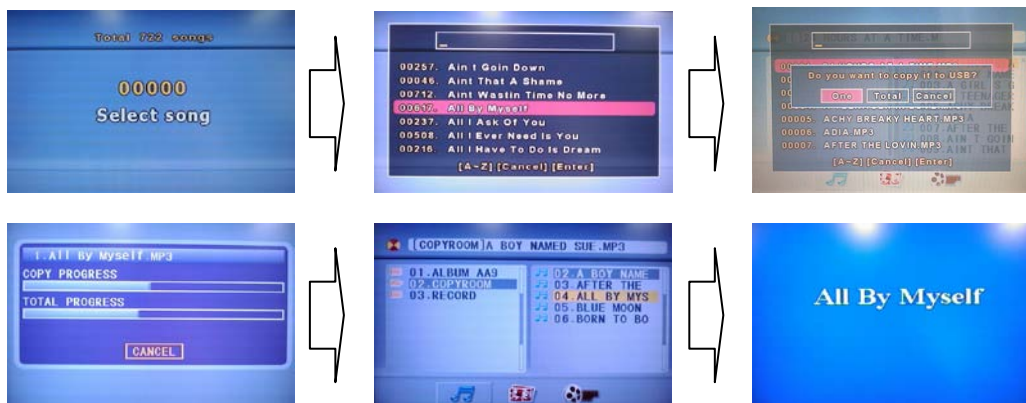 Total 722 songs
00000
Select song
00257. Ain t Goin Down
00046. Aint That A Shame
00712. Aint Wastin Time No More
00617. All By Myself
00237. All I Ask Of You
00508. All I Ever Need Is You
00216. All I Have To Do Is Dream
[A-Z] [Cancel] [Enter]
Do you want to copy it to USB?
One Total Cancel
00005. ACHY BREAKY HEART.MP3
00006. ADIA.MP3
00007. AFTER THE LOVIN.MP3
[A-Z] [Cancel] [Enter]
1.All By Myself.MP3
COPY PROGRESS
TOTAL PROGRESS
CANCEL
[COPYROOM]A BOY NAMED SUE.MP3
01.ALBUM AA9
02.COPYROOM
03.RECORD
02.A BOY NAME
03.AFTER THE
04.ALL BY MYS
05.BLUE MOON
06.BORN TO BO
All By Myself